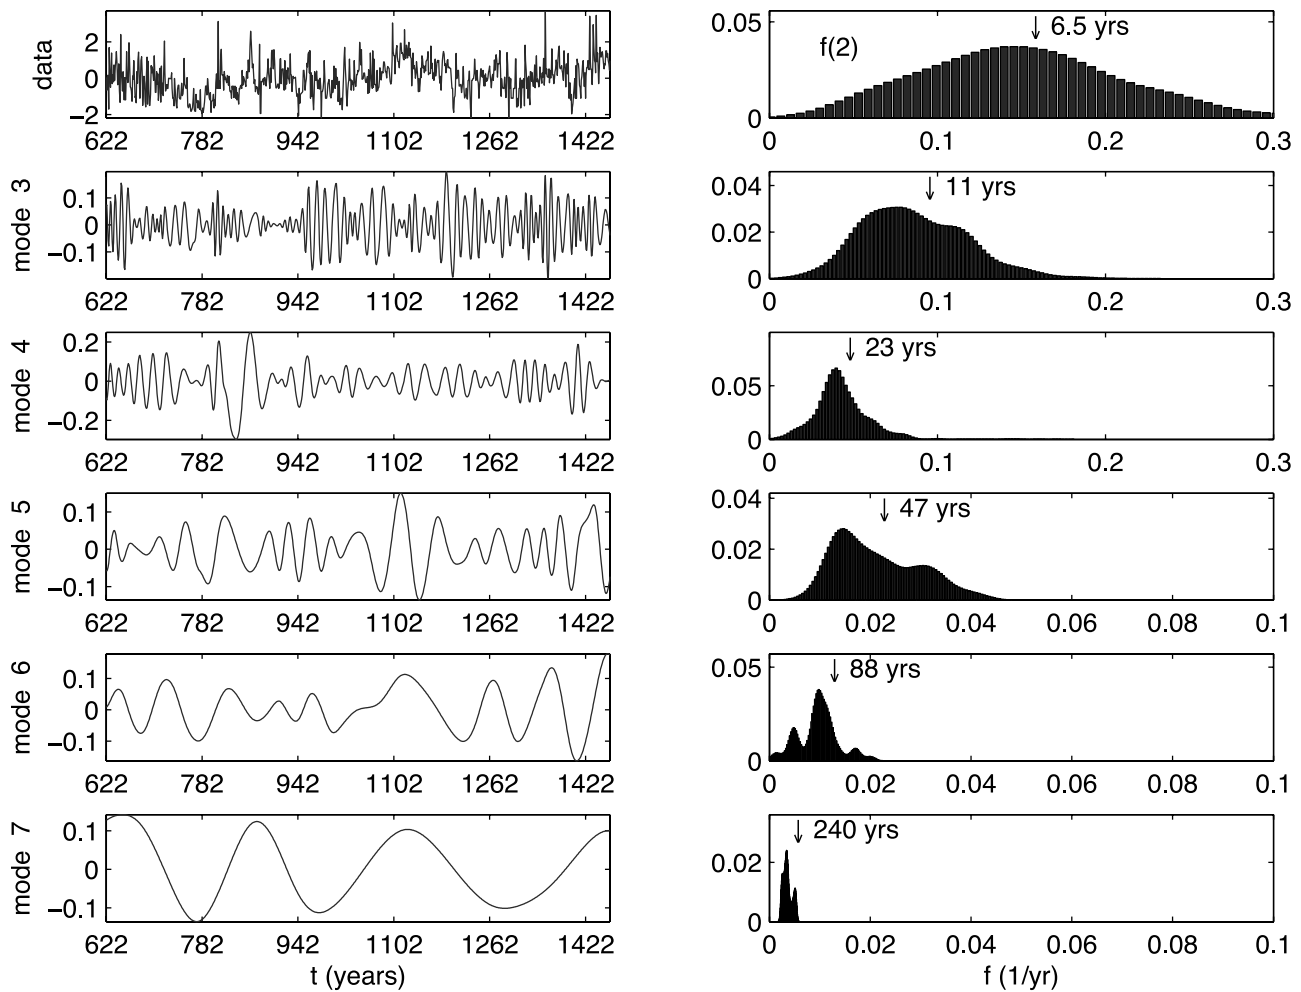 data
2
0
−2
622 782 942 1102 1262 1422
0.05
0
f(2)
6.5 yrs
0 0.1 0.2 0.3
mode 3
0.1
0
−0.1
622 782 942 1102 1262 1422
0.04
0.02
0
11 yrs
0 0.1 0.2 0.3
mode 4
0.2
0
−0.2
622 782 942 1102 1262 1422
0.05
0
23 yrs
0 0.1 0.2 0.3
mode 5
0.1
0
−0.1
622 782 942 1102 1262 1422
0.04
0.02
0
47 yrs
0 0.02 0.04 0.06 0.08 0.1
mode 6
0.1
0
−0.1
622 782 942 1102 1262 1422
0.05
0
88 yrs
0 0.02 0.04 0.06 0.08 0.1
mode 7
0.1
0
−0.1
622 782 942 1102 1262 1422
t (years)
0.02
0
240 yrs
0 0.02 0.04 0.06 0.08 0.1
f (1/yr)